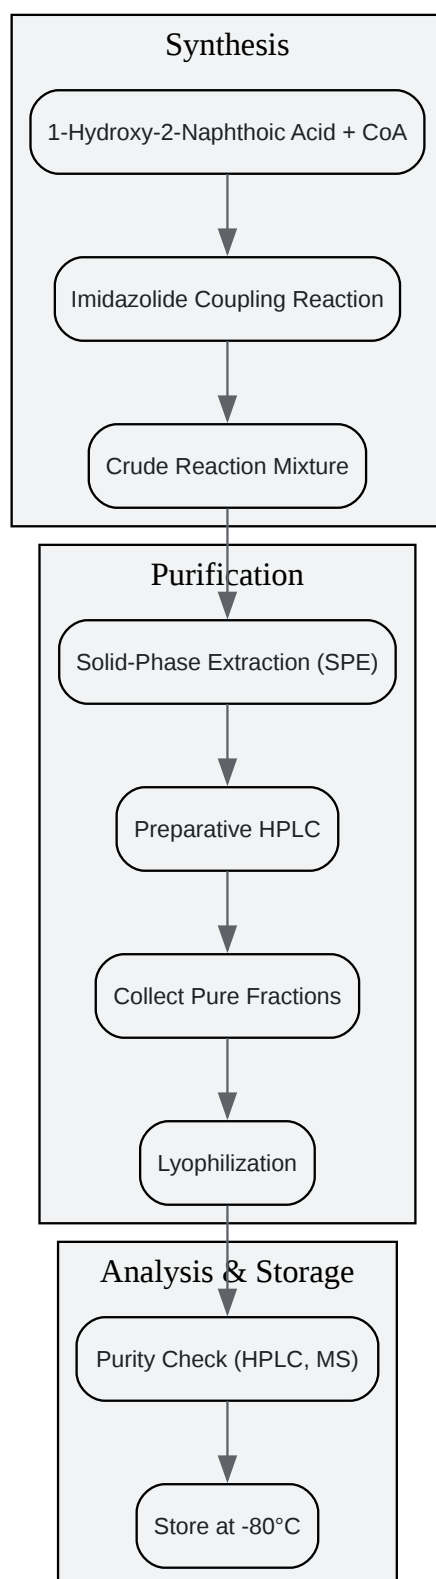 Synthesis
1-Hydroxy-2-Naphthoic Acid + CoA
Imidazolide Coupling Reaction
Crude Reaction Mixture
Purification
Solid-Phase Extraction (SPE)
Preparative HPLC
Collect Pure Fractions
Lyophilization
Analysis & Storage
Purity Check (HPLC, MS)
Store at -80°C